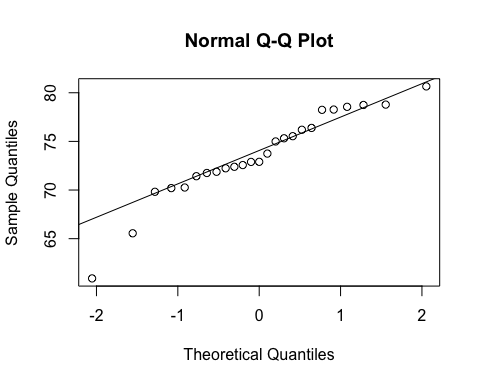 Normal Q-Q Plot
80
75
70
65
Sample Quantiles
-2 -1 0 1 2
Theoretical Quantiles